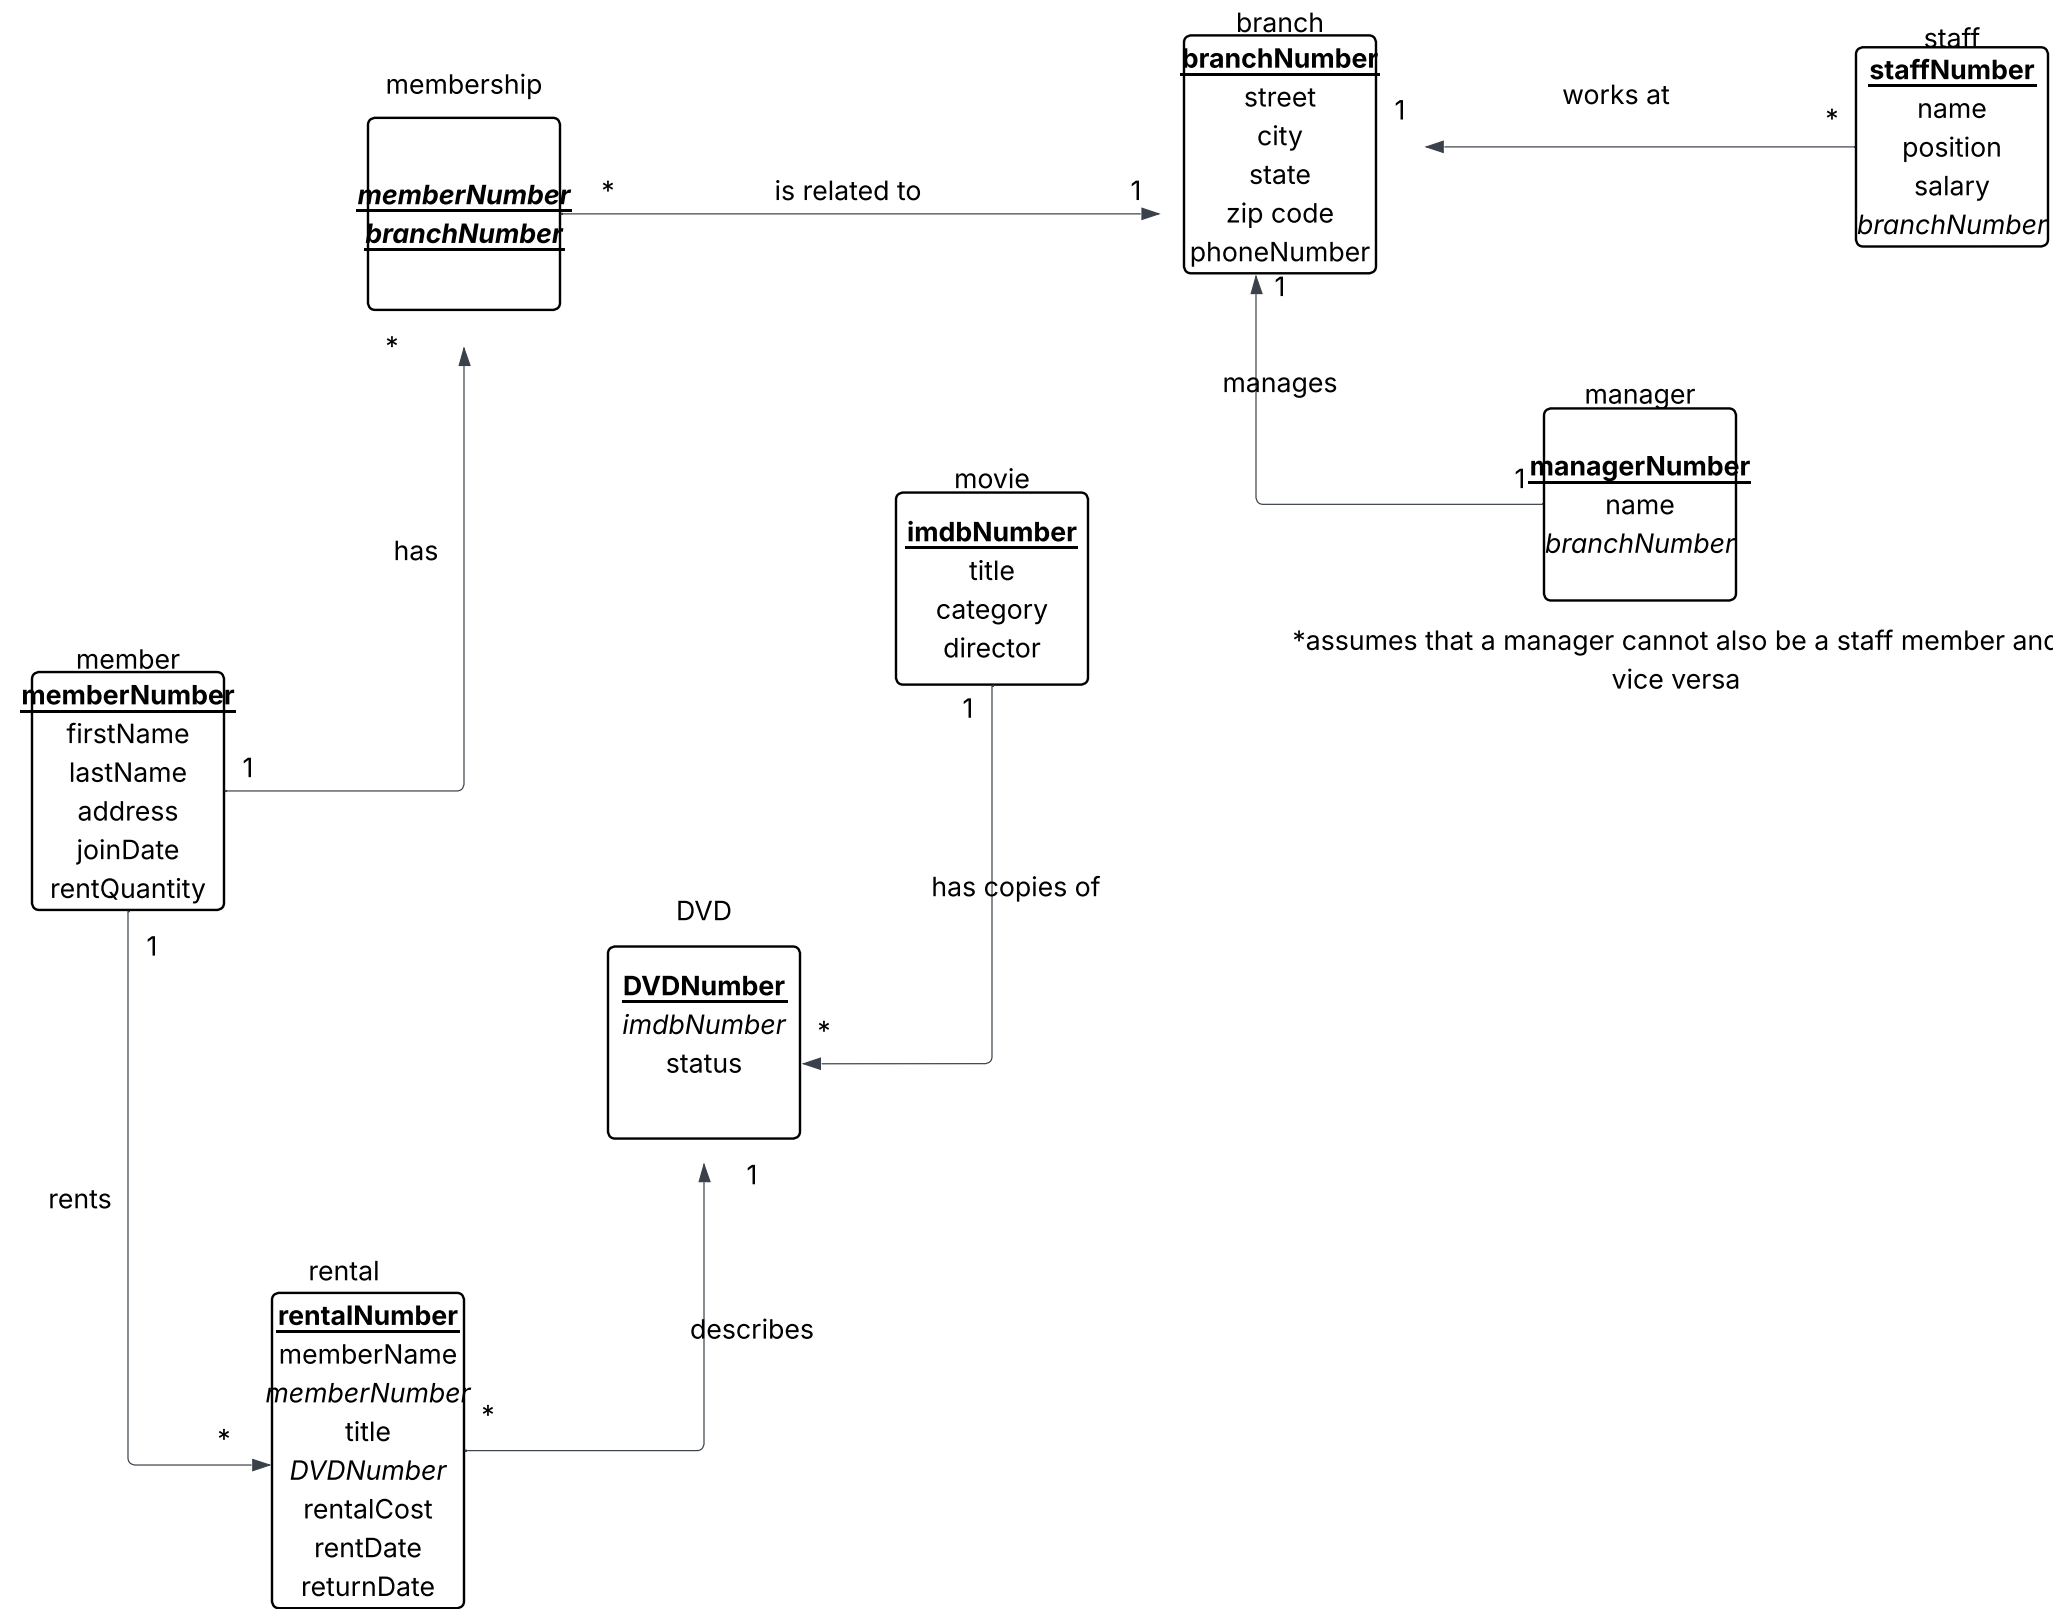 branch
branchNumber
street
city
state
zip code
phoneNumber
staff
staffNumber
name
position
salary
branchNumber
1
works at
*
membership
memberNumber
branchNumber
*
is related to
1
*
1
manages
manager
1
managerNumber
name
branchNumber
*assumes that a manager cannot also be a staff member and
vice versa
movie
imdbNumber
title
category
director
1
has
member
memberNumber
firstName
lastName
address
joinDate
rentQuantity
1
1
has copies of
DVD
DVDNumber
imdbNumber
status
*
1
rents
describes
rental
rentalNumber
memberName
memberNumber
title
DVDNumber
rentalCost
rentDate
returnDate
*
*